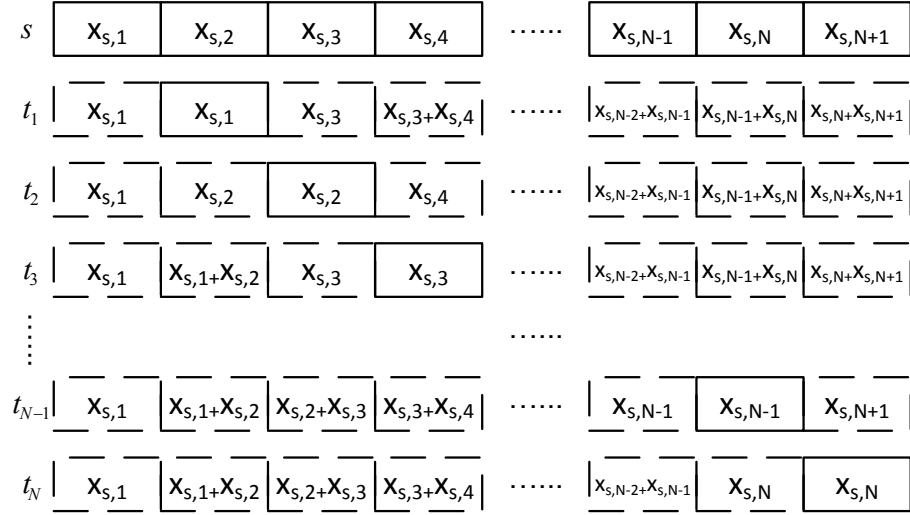 s x_{s,1} x_{s,2} x_{s,3} x_{s,4} ...... x_{s,N-1} x_{s,N} x_{s,N+1}
t_1 x_{s,1} x_{s,1} x_{s,3} x_{s,3}+x_{s,4} ...... x_{s,N-2}+x_{s,N-1} x_{s,N-1}+x_{s,N} x_{s,N}+x_{s,N+1}
t_2 x_{s,1} x_{s,2} x_{s,2} x_{s,4} ...... x_{s,N-2}+x_{s,N-1} x_{s,N-1}+x_{s,N} x_{s,N}+x_{s,N+1}
t_3 x_{s,1} x_{s,1}+x_{s,2} x_{s,3} x_{s,3} ...... x_{s,N-2}+x_{s,N-1} x_{s,N-1}+x_{s,N} x_{s,N}+x_{s,N+1}
...... ......
t_{N-1} x_{s,1} x_{s,1}+x_{s,2} x_{s,2}+x_{s,3} x_{s,3}+x_{s,4} ...... x_{s,N-1} x_{s,N-1} x_{s,N+1}
t_N x_{s,1} x_{s,1}+x_{s,2} x_{s,2}+x_{s,3} x_{s,3}+x_{s,4} ...... x_{s,N-2}+x_{s,N-1} x_{s,N} x_{s,N}